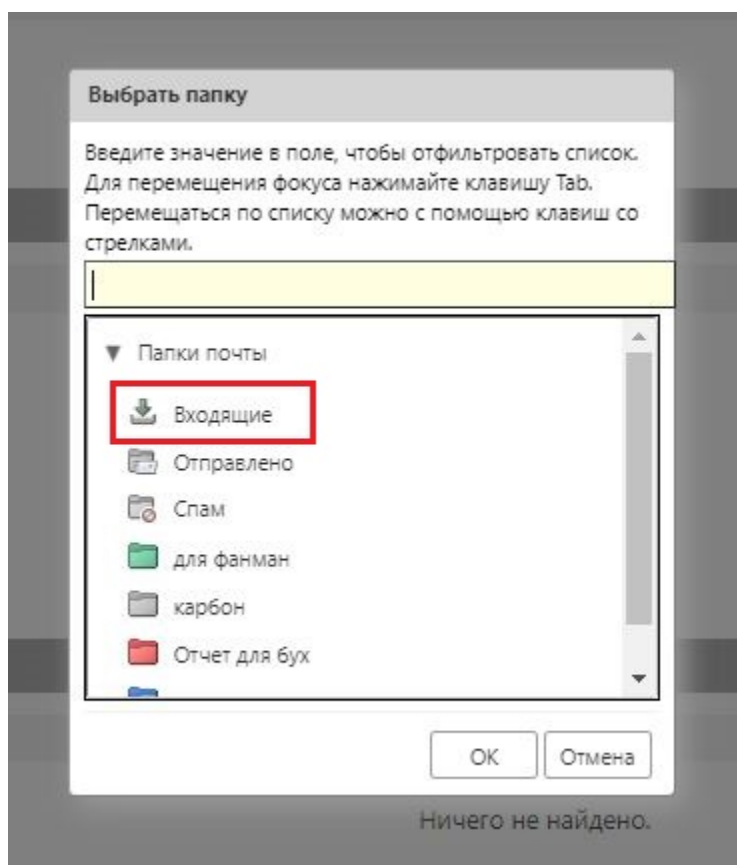 Выбрать папку
Введите значение в поле, чтобы отфильтровать список.
Для перемещения фокуса нажимайте клавишу Tab.
Перемещаться по списку можно с помощью клавиш со
стрелками.
Папки почты
Входящие
Отправлено
Спам
для фанман
карбон
Отчет для бух
ОК
Отмена
Ничего не найдено.